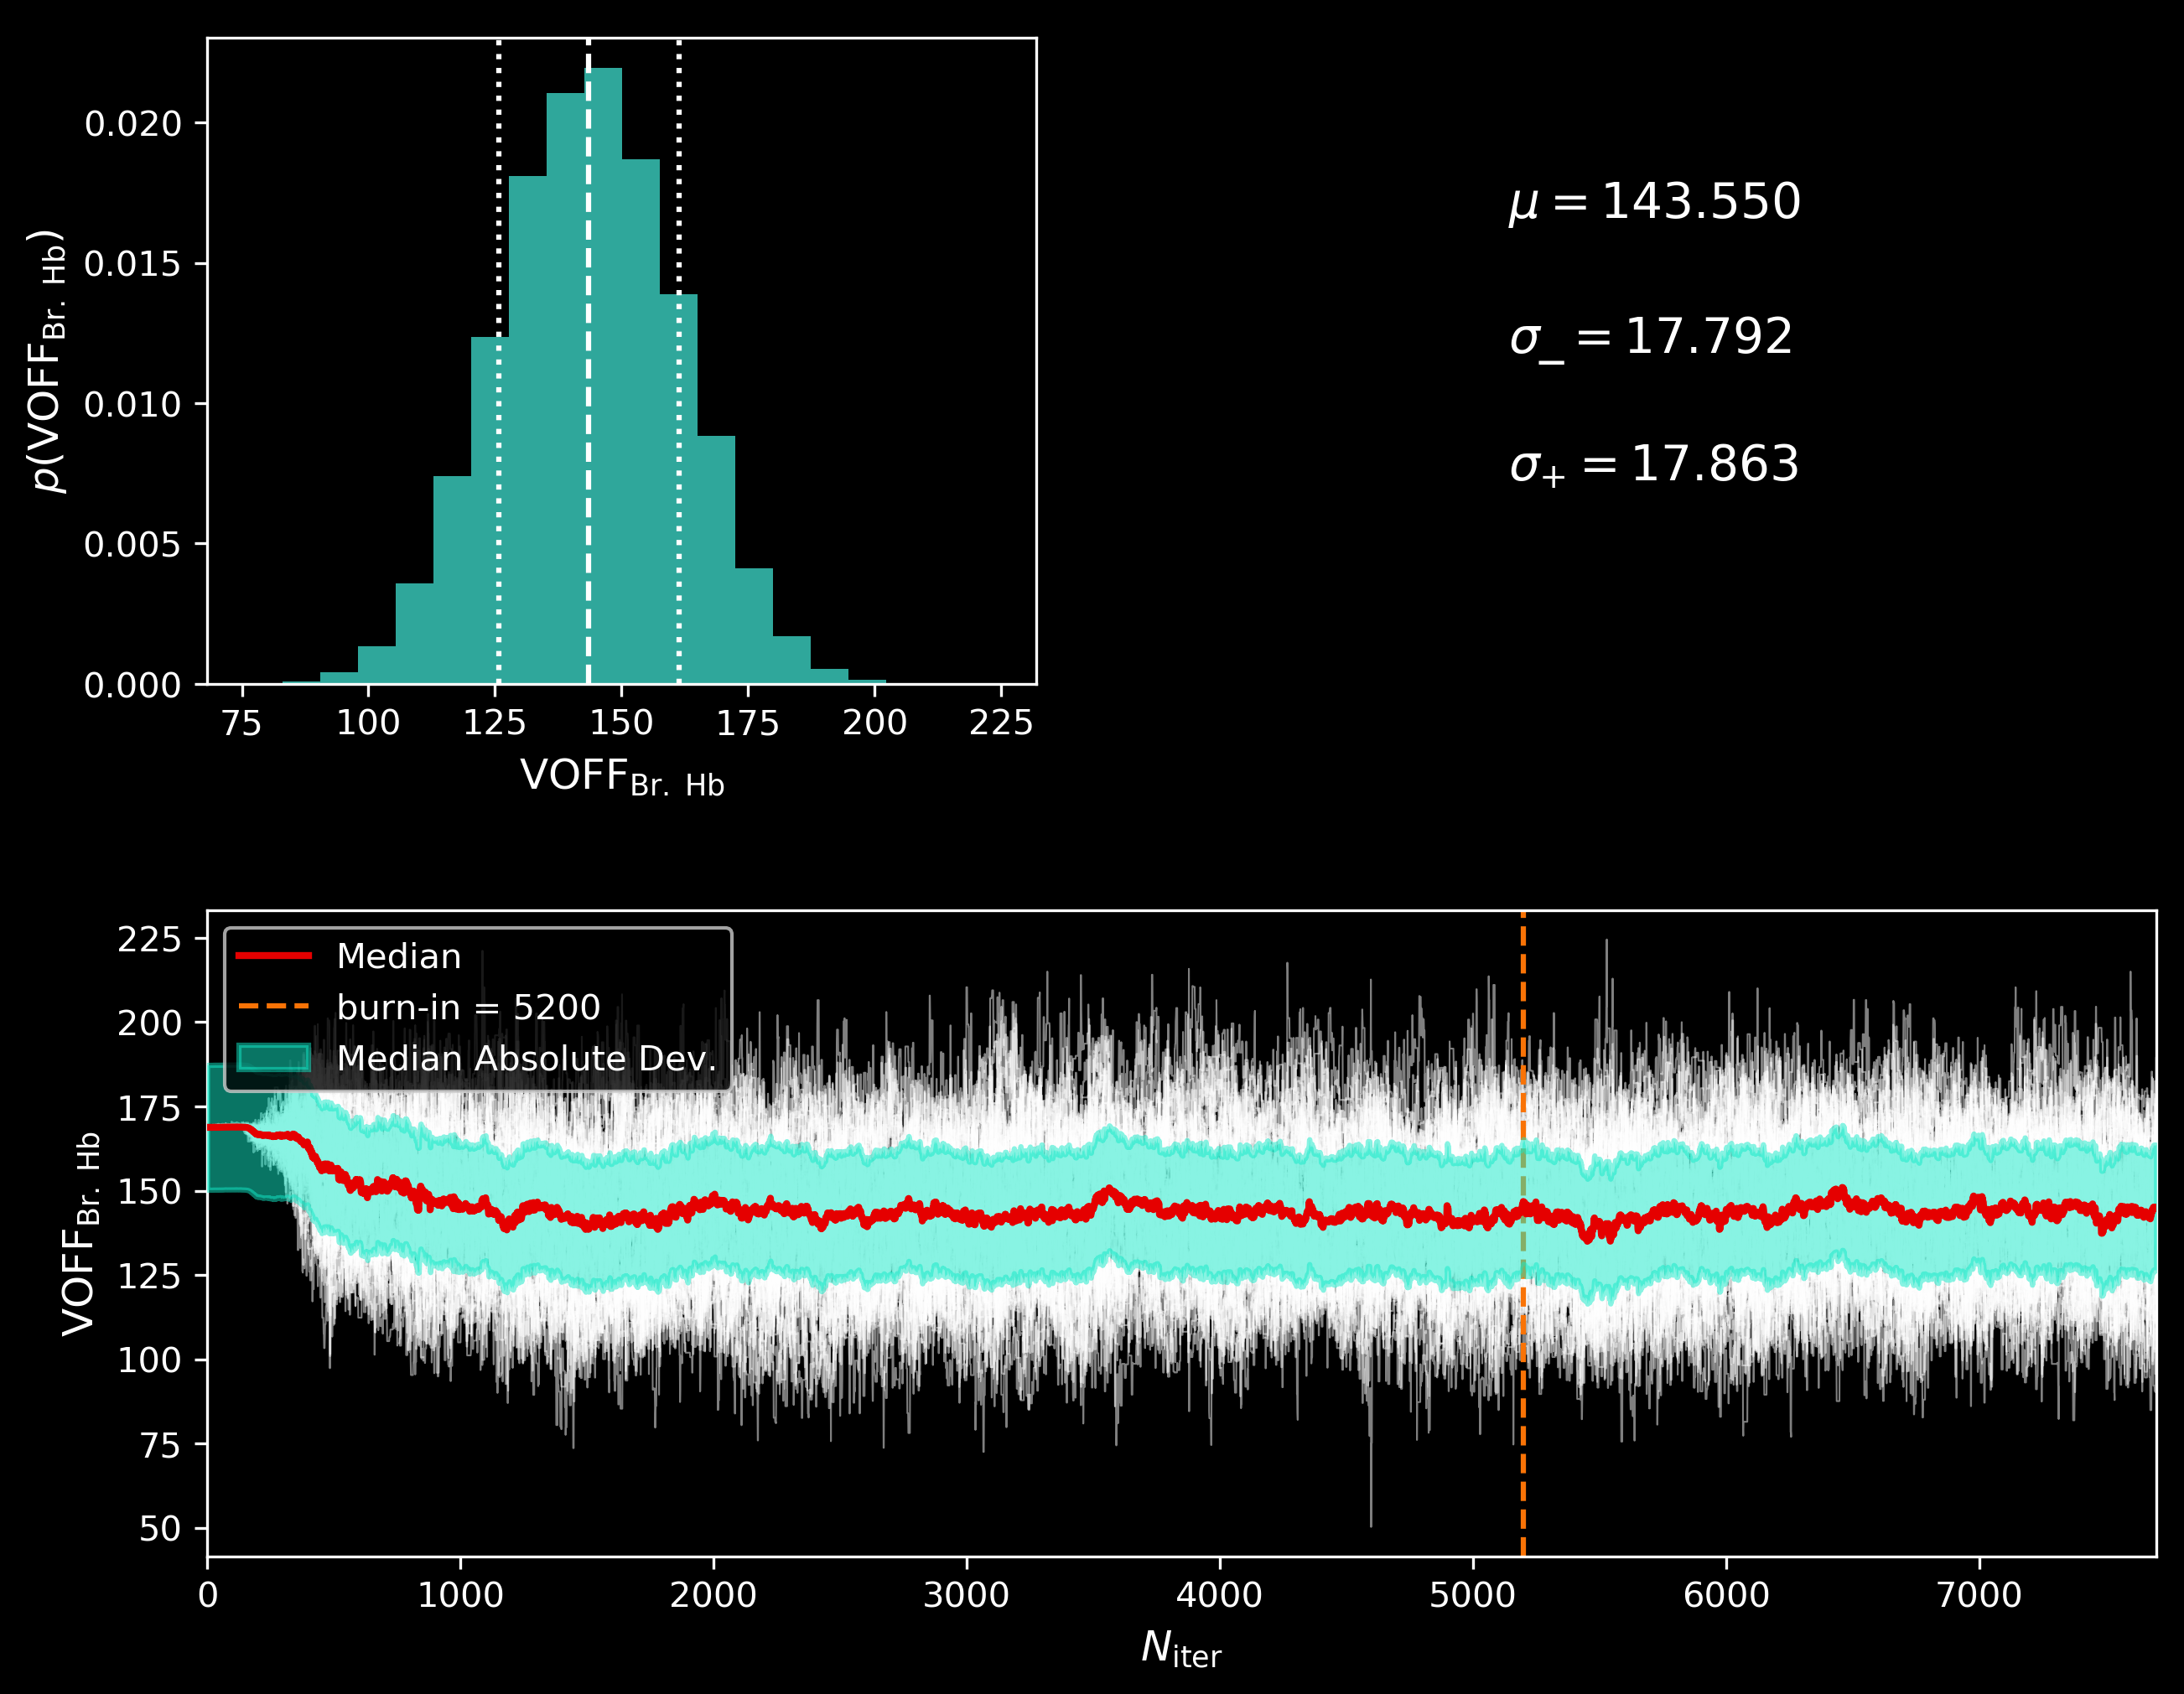 p(VOFF_Br. Hb)
0.020
0.015
0.010
0.005
0.000
75 100 125 150 175 200 225
VOFF_Br. Hb
μ = 143.550
σ_− = 17.792
σ_+ = 17.863
VOFF_Br. Hb
225
200
175
150
125
100
75
50
Median
burn-in = 5200
Median Absolute Dev.
0 1000 2000 3000 4000 5000 6000 7000
N_iter